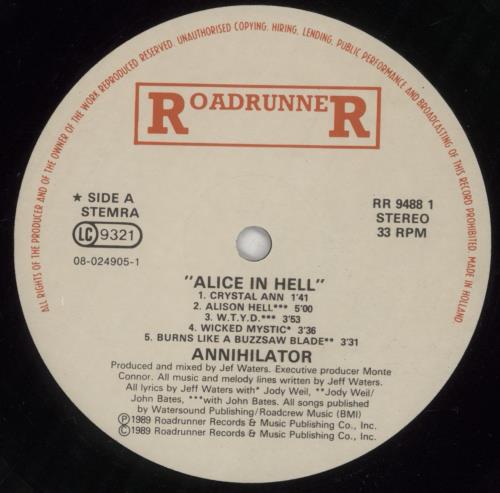 ALL RIGHTS OF THE PRODUCER AND OF THE OWNER OF THE WORK REPRODUCED RESERVED. UNAUTHORISED COPYING, HIRING, LENDING, PUBLIC PERFORMANCE AND BROADCASTING OF THIS RECORD PROHIBITED. MADE IN HOLLAND
ROADRUNNER
★ SIDE A
STEMRA
LC 9321
08-024905-1
RR 9488 1
STEREO
33 RPM
"ALICE IN HELL"
1. CRYSTAL ANN 1'41
2. ALISON HELL*** 5'00
3. W.T.Y.D.*** 3'53
4. WICKED MYSTIC* 3'36
5. BURNS LIKE A BUZZSAW BLADE** 3'31
ANNIHILATOR
Produced and mixed by Jef Waters. Executive producer Monte
Connor. All music and melody lines written by Jeff Waters.
All lyrics by Jeff Waters with* Jody Weil, **Jody Weil/
John Bates, ***with John Bates. All songs published
by Watersound Publishing/Roadcrew Music (BMI)
Ⓟ1989 Roadrunner Records & Music Publishing Co., Inc.
©1989 Roadrunner Records & Music Publishing Co., Inc.